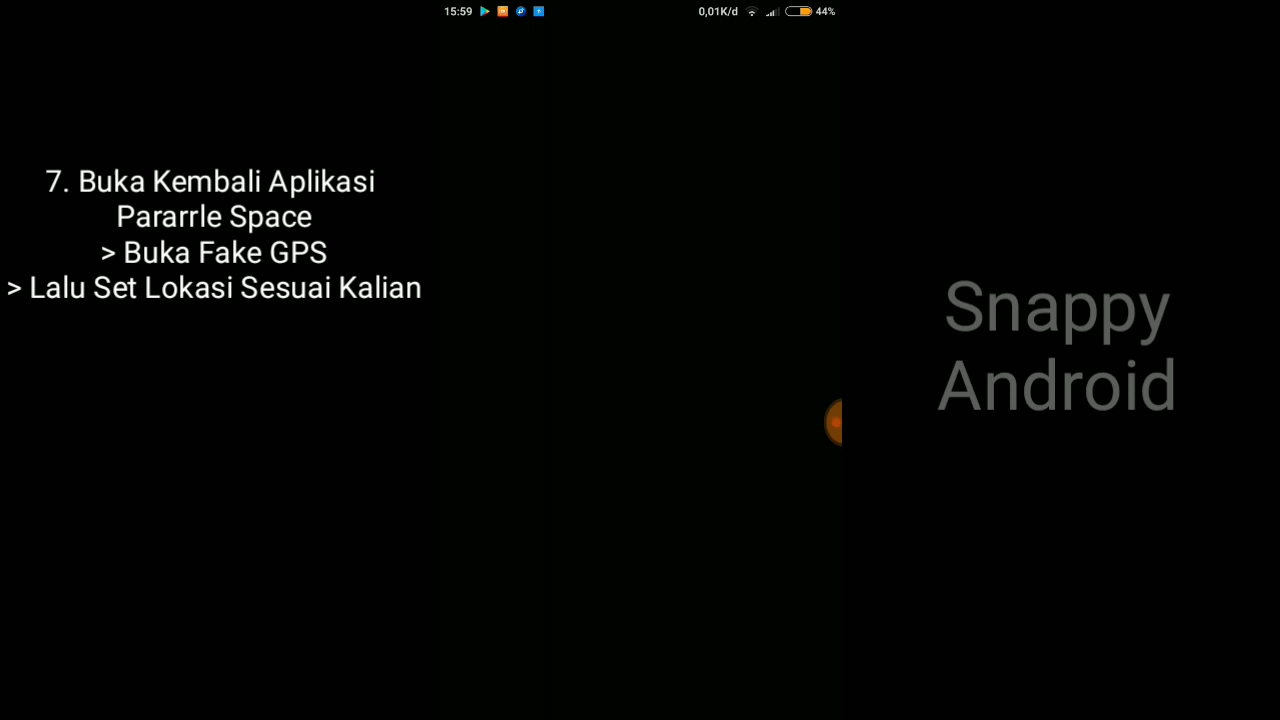 15:59
0,01K/d
44%
7. Buka Kembali Aplikasi
Pararrle Space
> Buka Fake GPS
> Lalu Set Lokasi Sesuai Kalian
Snappy
Android